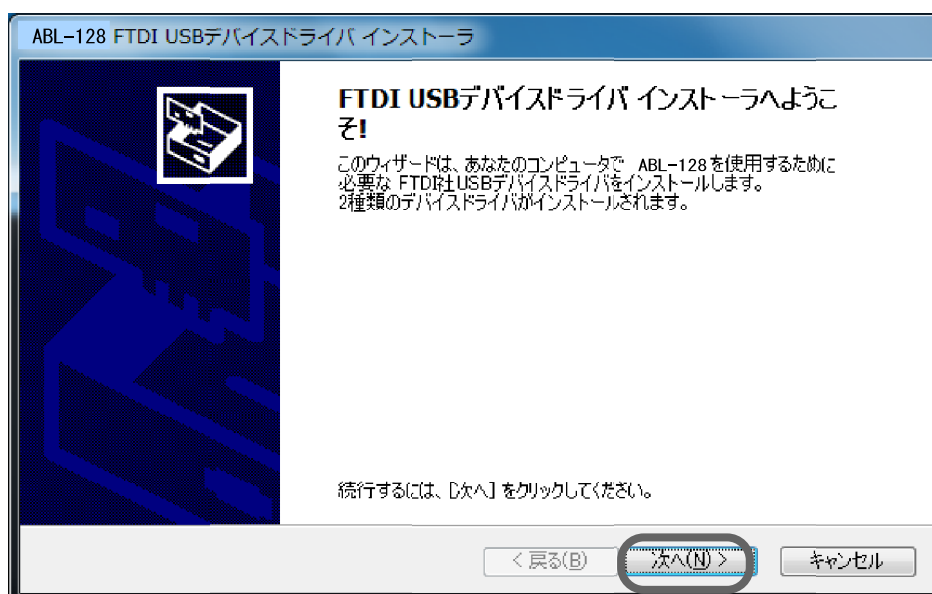 ABL-128 FTDI USBデバイスドライバ インストーラ
FTDI USBデバイスドライバ インストーラへようこ
そ!
このウィザードは、あなたのコンピュータで ABL-128を使用するために
必要な FTDI社USBデバイスドライバをインストールします。
2種類のデバイスドライバがインストールされます。
続行するには、[次へ] をクリックしてください。
< 戻る(B) 次へ(N) > キャンセル